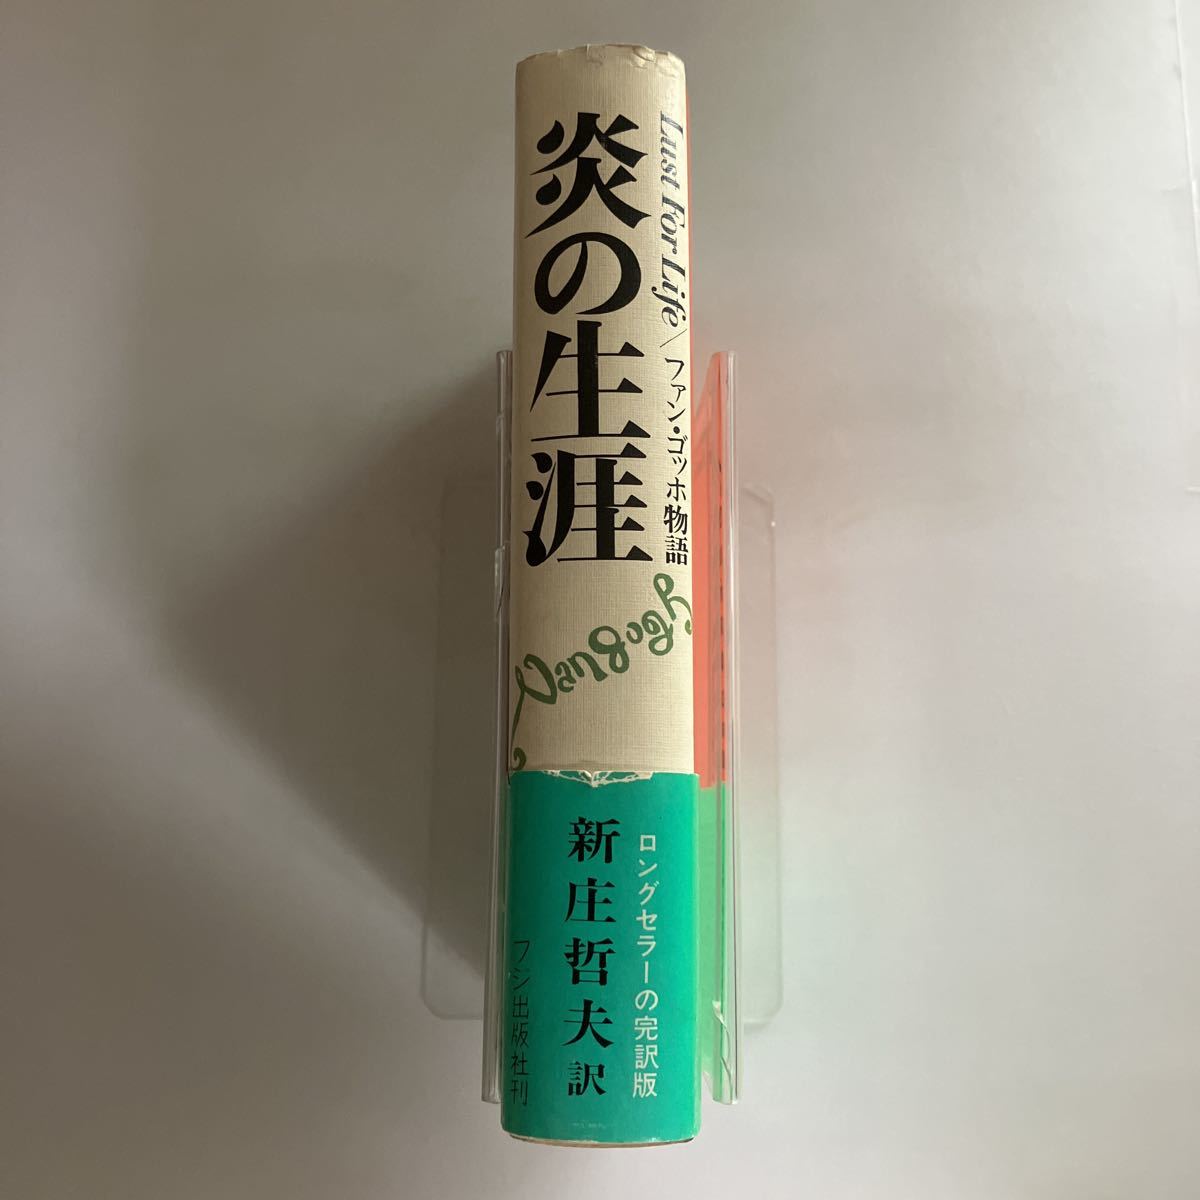 Lust For Life/ファン・ゴッホ物語
炎の生涯
ロングセラーの完訳版
新庄哲夫訳
フジ出版社刊